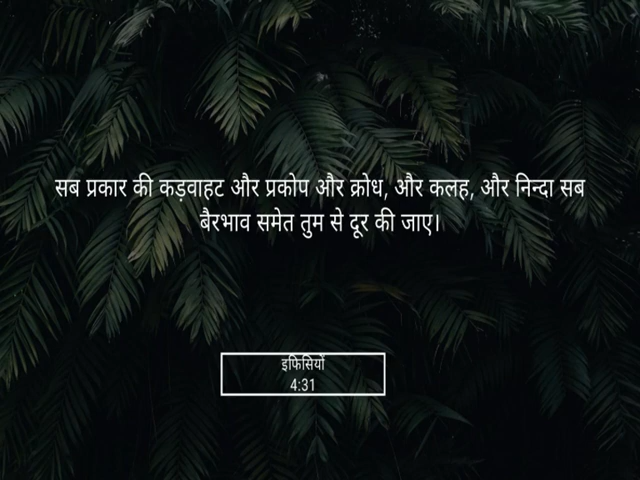 सब प्रकार की कड़वाहट और प्रकोप और क्रोध, और कलह, और निन्दा सब
बैरभाव समेत तुम से दूर की जाए।
इफिसियों
4:31